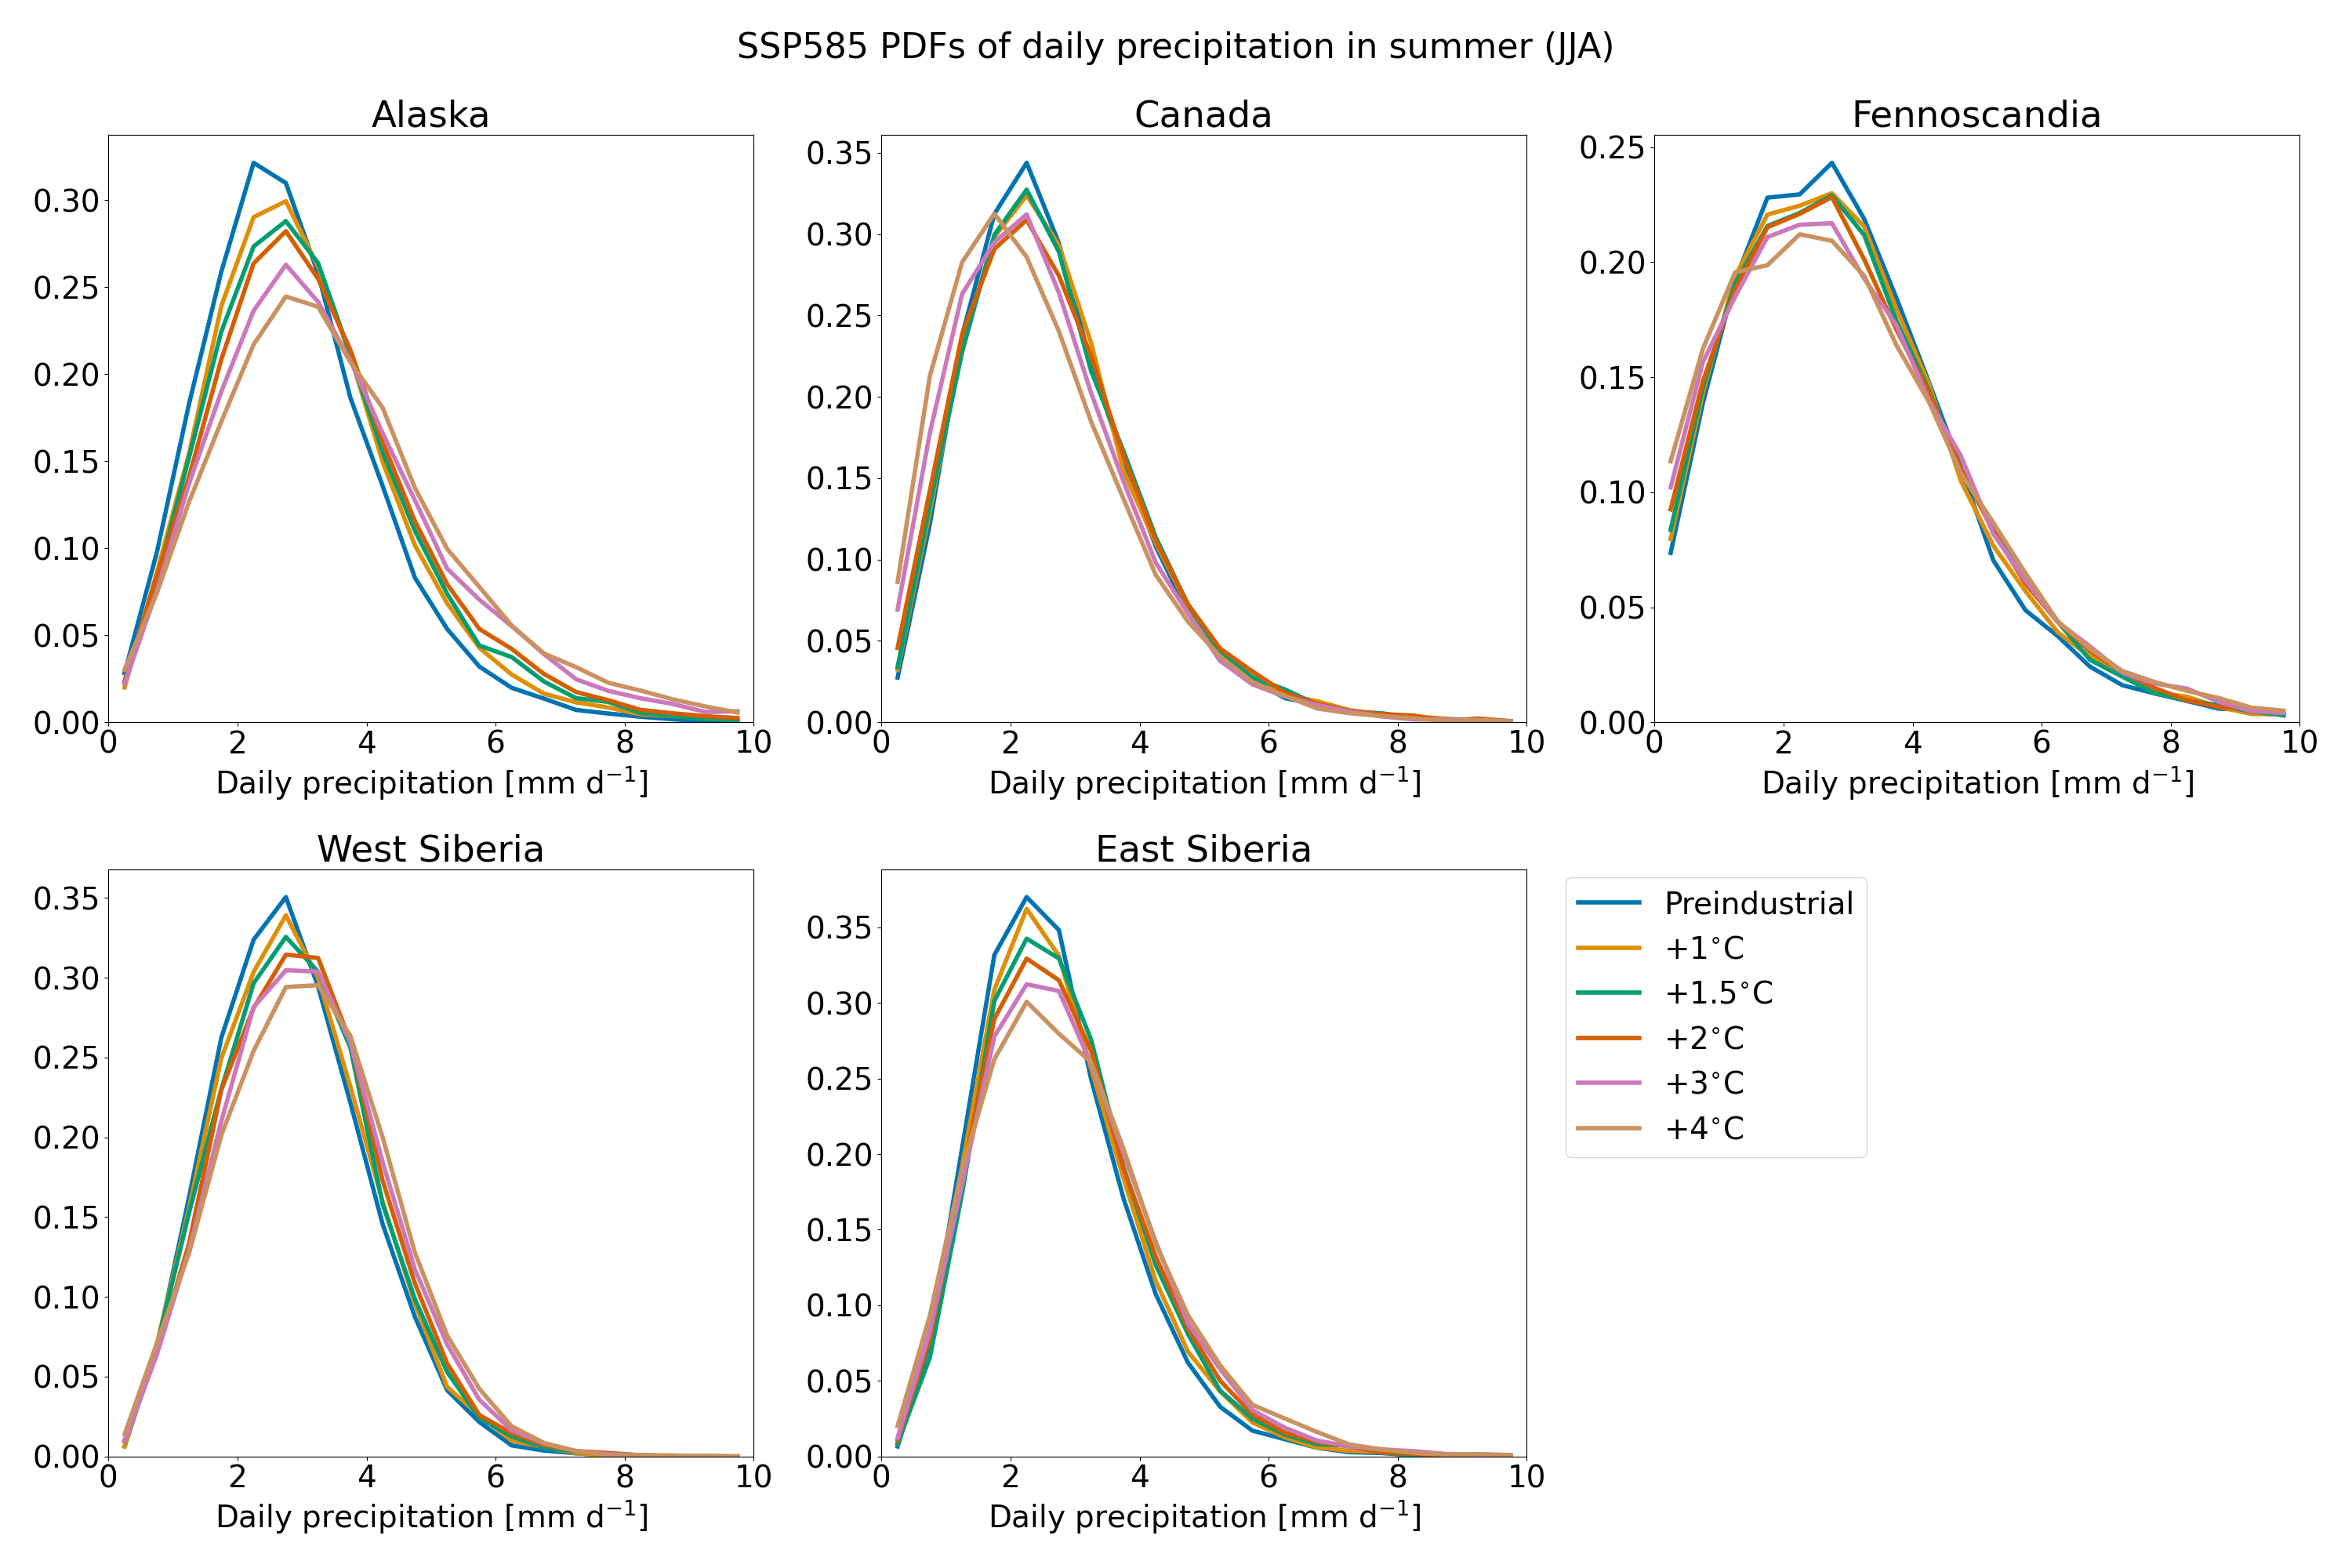 SSP585 PDFs of daily precipitation in summer (JJA)
Alaska
0.30
0.25
0.20
0.15
0.10
0.05
0.00
0 2 4 6 8 10
Daily precipitation [mm d⁻¹]
Canada
0.35
0.30
0.25
0.20
0.15
0.10
0.05
0.00
0 2 4 6 8 10
Daily precipitation [mm d⁻¹]
Fennoscandia
0.25
0.20
0.15
0.10
0.05
0.00
0 2 4 6 8 10
Daily precipitation [mm d⁻¹]
West Siberia
0.35
0.30
0.25
0.20
0.15
0.10
0.05
0.00
0 2 4 6 8 10
Daily precipitation [mm d⁻¹]
East Siberia
0.35
0.30
0.25
0.20
0.15
0.10
0.05
0.00
0 2 4 6 8 10
Daily precipitation [mm d⁻¹]
Preindustrial
+1°C
+1.5°C
+2°C
+3°C
+4°C